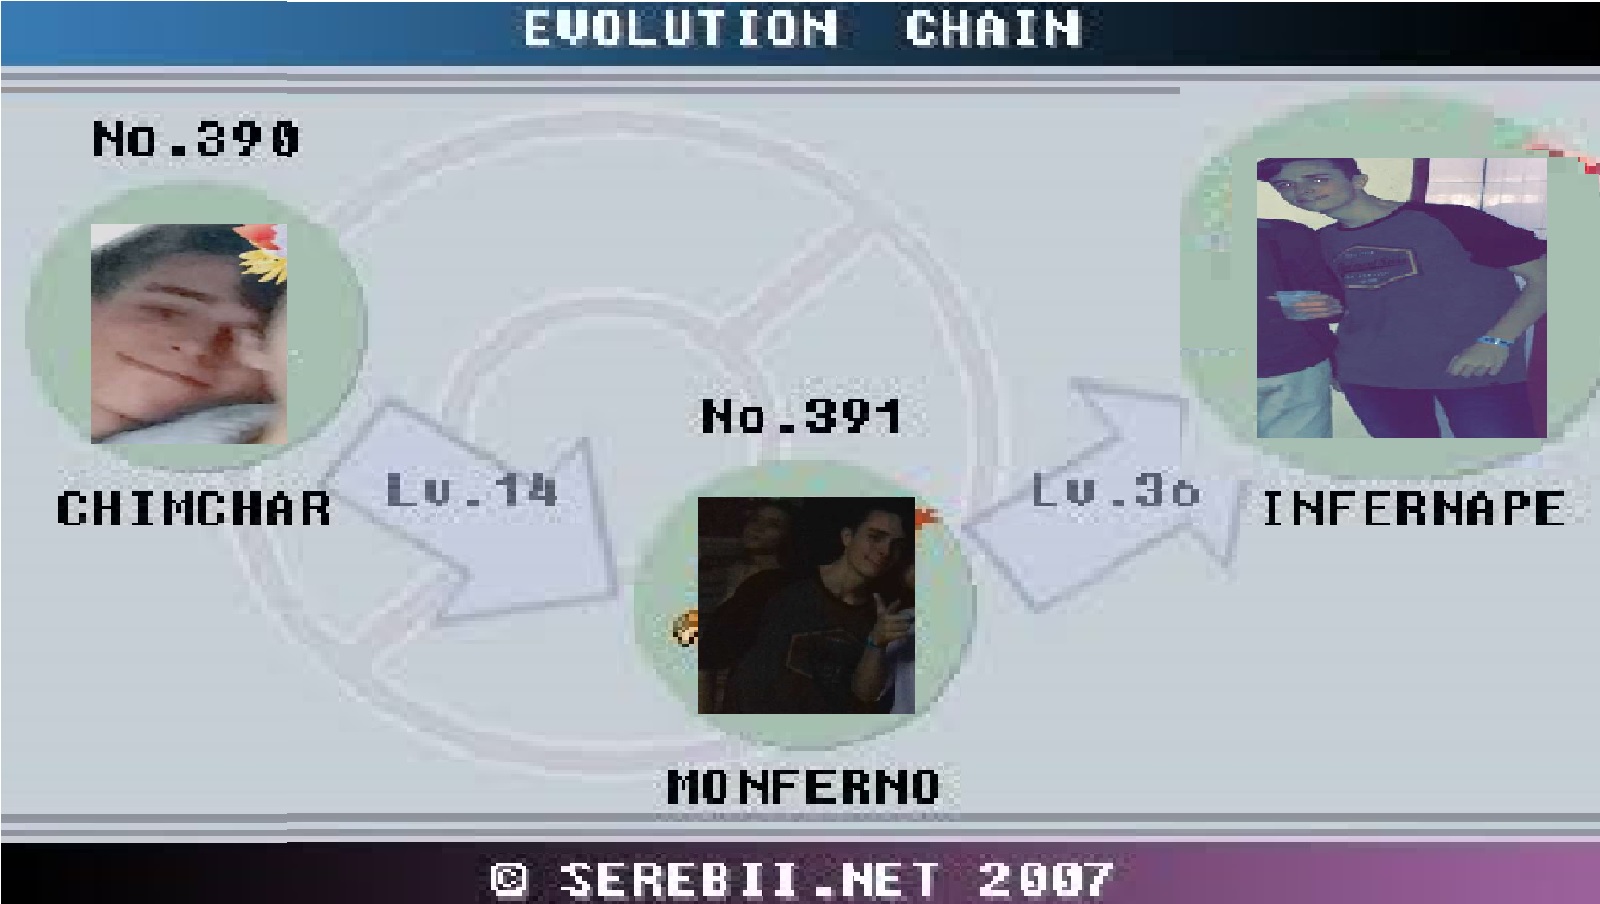 EVOLUTION CHAIN
No.390
CHIMCHAR
Lv.14
No.391
MONFERNO
Lv.36
INFERNAPE
© SEREBII.NET 2007